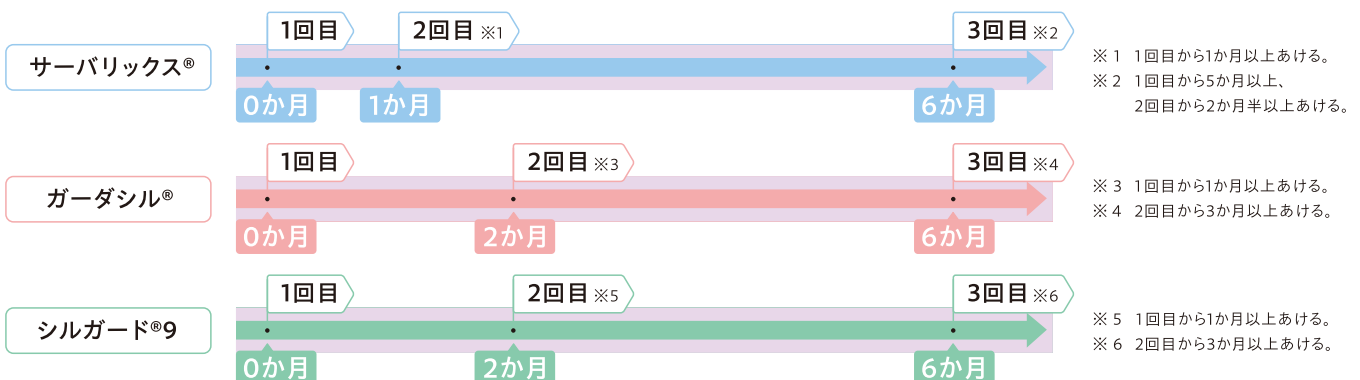 サーバリックス®
1回目
2回目 ※1
3回目 ※2
0か月
1か月
6か月
※ 1 1回目から1か月以上あける。
※ 2 1回目から5か月以上、
2回目から2か月半以上あける。
ガーダシル®
1回目
2回目 ※3
3回目 ※4
0か月
2か月
6か月
※ 3 1回目から1か月以上あける。
※ 4 2回目から3か月以上あける。
シルガード®9
1回目
2回目 ※5
3回目 ※6
0か月
2か月
6か月
※ 5 1回目から1か月以上あける。
※ 6 2回目から3か月以上あける。